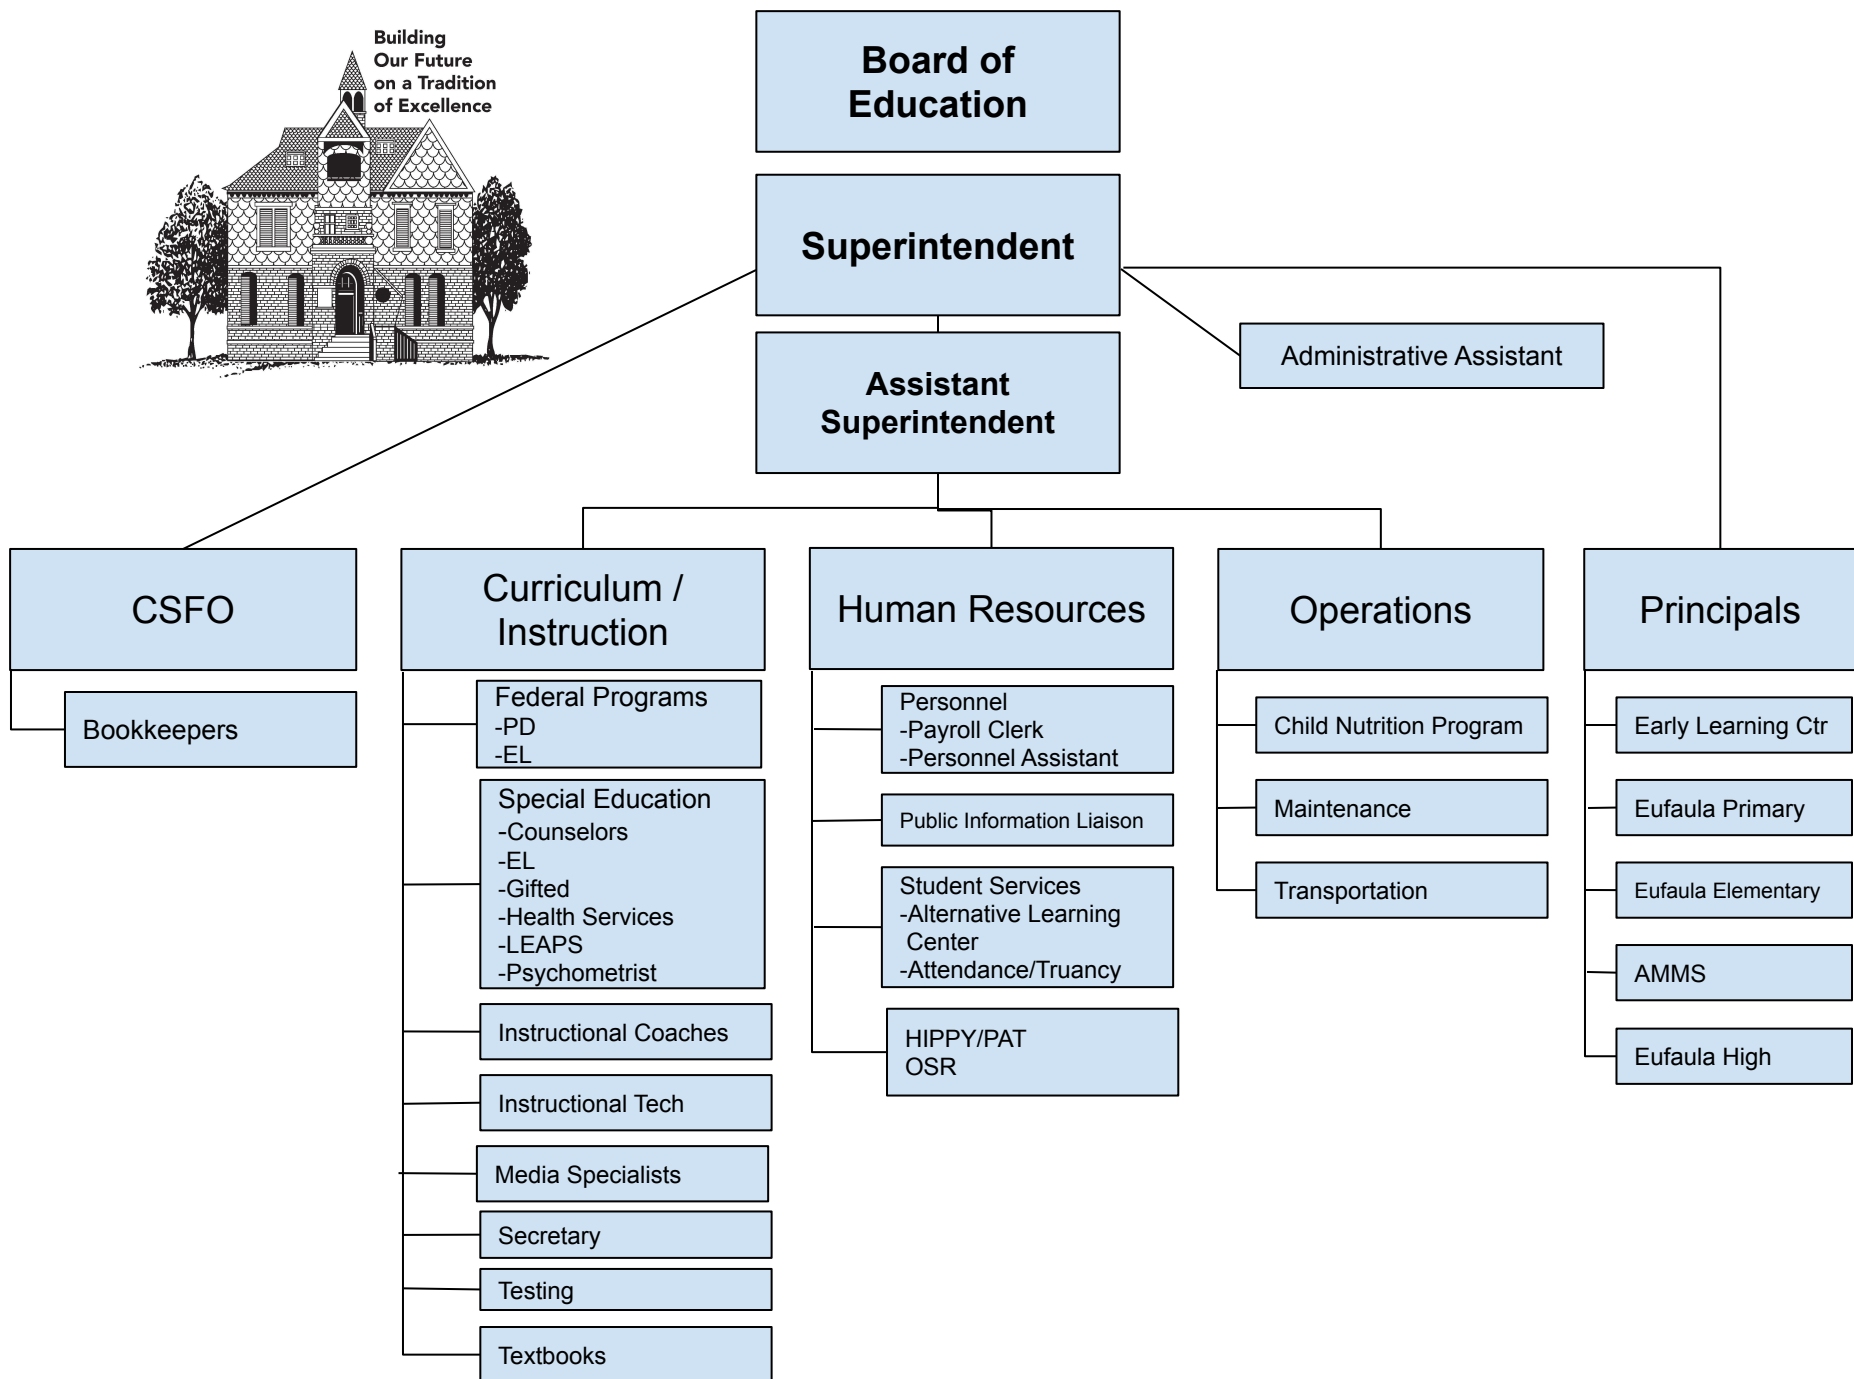 Building
Our Future
on a Tradition
of Excellence
Board of
Education
Superintendent
Administrative Assistant
Assistant
Superintendent
CSFO
Bookkeepers
Curriculum /
Instruction
Federal Programs
-PD
-EL
Special Education
-Counselors
-EL
-Gifted
-Health Services
-LEAPS
-Psychometrist
Instructional Coaches
Instructional Tech
Media Specialists
Secretary
Testing
Textbooks
Human Resources
Personnel
-Payroll Clerk
-Personnel Assistant
Public Information Liaison
Student Services
-Alternative Learning
Center
-Attendance/Truancy
HIPPY/PAT
OSR
Operations
Child Nutrition Program
Maintenance
Transportation
Principals
Early Learning Ctr
Eufaula Primary
Eufaula Elementary
AMMS
Eufaula High